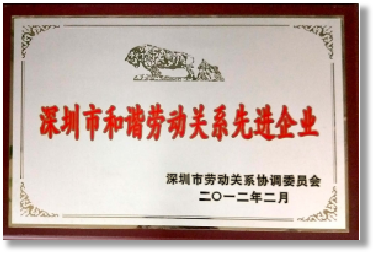 深圳市和谐劳动关系先进企业
深圳市劳动关系协调委员会
二〇一二年二月